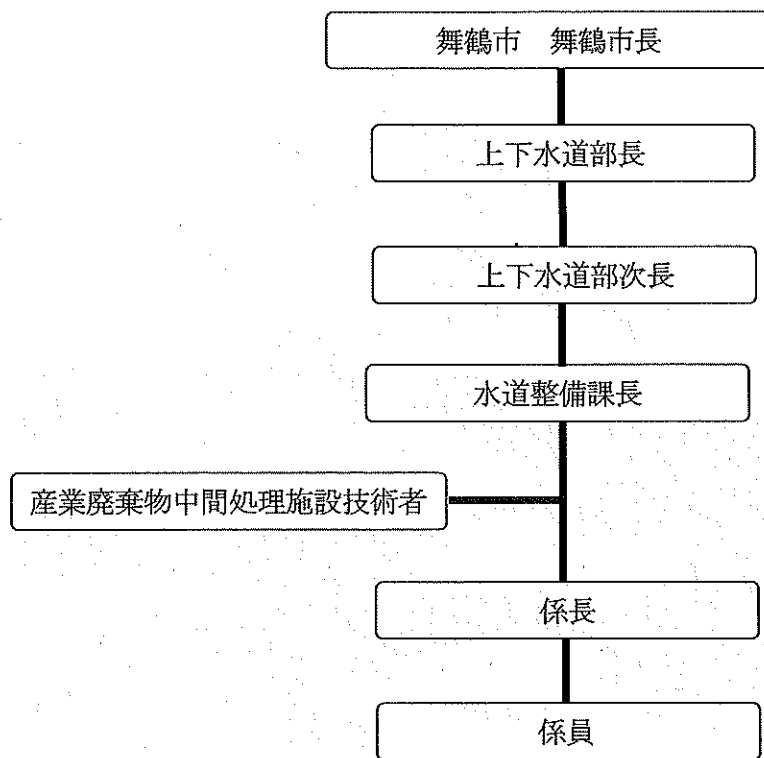 舞鶴市　舞鶴市長
上下水道部長
上下水道部次長
水道整備課長
産業廃棄物中間処理施設技術者
係長
係員